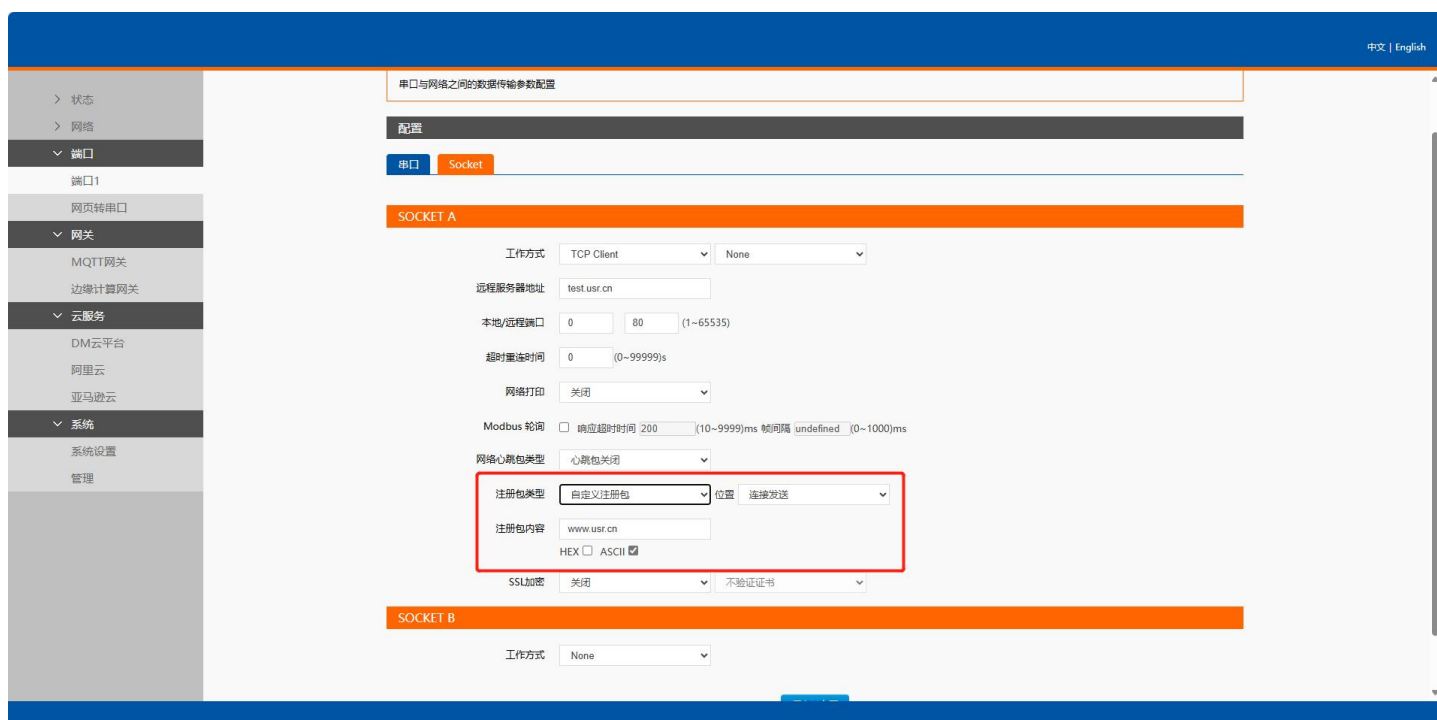 中文 | English
状态
网络
端口
端口1
网页转串口
网关
MQTT网关
边缘计算网关
云服务
DM云平台
阿里云
亚马逊云
系统
系统设置
管理
串口与网络之间的数据传输参数配置
配置
串口 Socket
SOCKET A
工作方式 TCP Client None
远程服务器地址 test.usr.cn
本地/远程端口 0 80 (1~65535)
超时重连时间 0 (0~99999)s
网络打印 关闭
Modbus 轮询 响应超时时间 200 (10~9999)ms 帧间隔 undefined (0~1000)ms
网络心跳包类型 心跳包关闭
注册包类型 自定义注册包 位置 连接发送
注册包内容 www.usr.cn
HEX ASCII
SSL加密 关闭 不验证证书
SOCKET B
工作方式 None